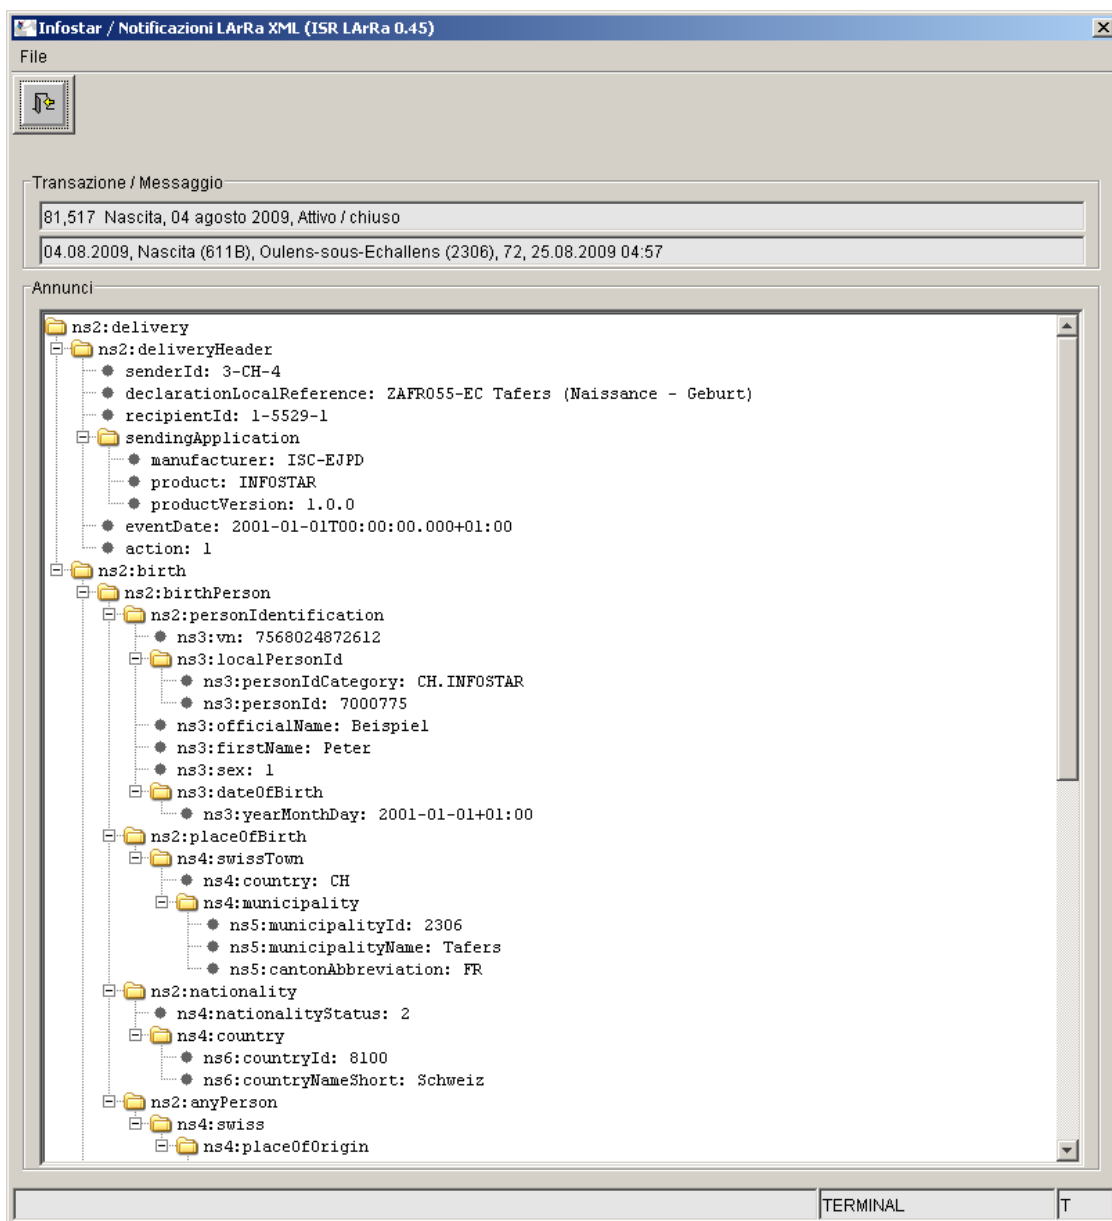 Infostar / Notificazioni LArRa XML (ISR LArRa 0.45)
File
Transazione / Messaggio
81,517 Nascita, 04 agosto 2009, Attivo / chiuso
04.08.2009, Nascita (611B), Oulens-sous-Echallens (2306), 72, 25.08.2009 04:57
Annunci
ns2:delivery
ns2:deliveryHeader
senderId: 3-CH-4
declarationLocalReference: ZAFR055-EC Tafers (Naissance - Geburt)
recipientId: 1-5529-1
sendingApplication
manufacturer: ISC-EJPD
product: INFOSTAR
productVersion: 1.0.0
eventDate: 2001-01-01T00:00:00.000+01:00
action: 1
ns2:birth
ns2:birthPerson
ns2:personIdentification
ns3:vn: 7568024872612
ns3:localPersonId
ns3:personIdCategory: CH.INFOSTAR
ns3:personId: 7000775
ns3:officialName: Beispiel
ns3:firstName: Peter
ns3:sex: 1
ns3:dateOfBirth
ns3:yearMonthDay: 2001-01-01+01:00
ns2:placeOfBirth
ns4:swissTown
ns4:country: CH
ns4:municipality
ns5:municipalityId: 2306
ns5:municipalityName: Tafers
ns5:cantonAbbreviation: FR
ns2:nationality
ns4:nationalityStatus: 2
ns4:country
ns6:countryId: 8100
ns6:countryNameShort: Schweiz
ns2:anyPerson
ns4:swiss
ns4:placeOfOrigin
TERMINAL
T